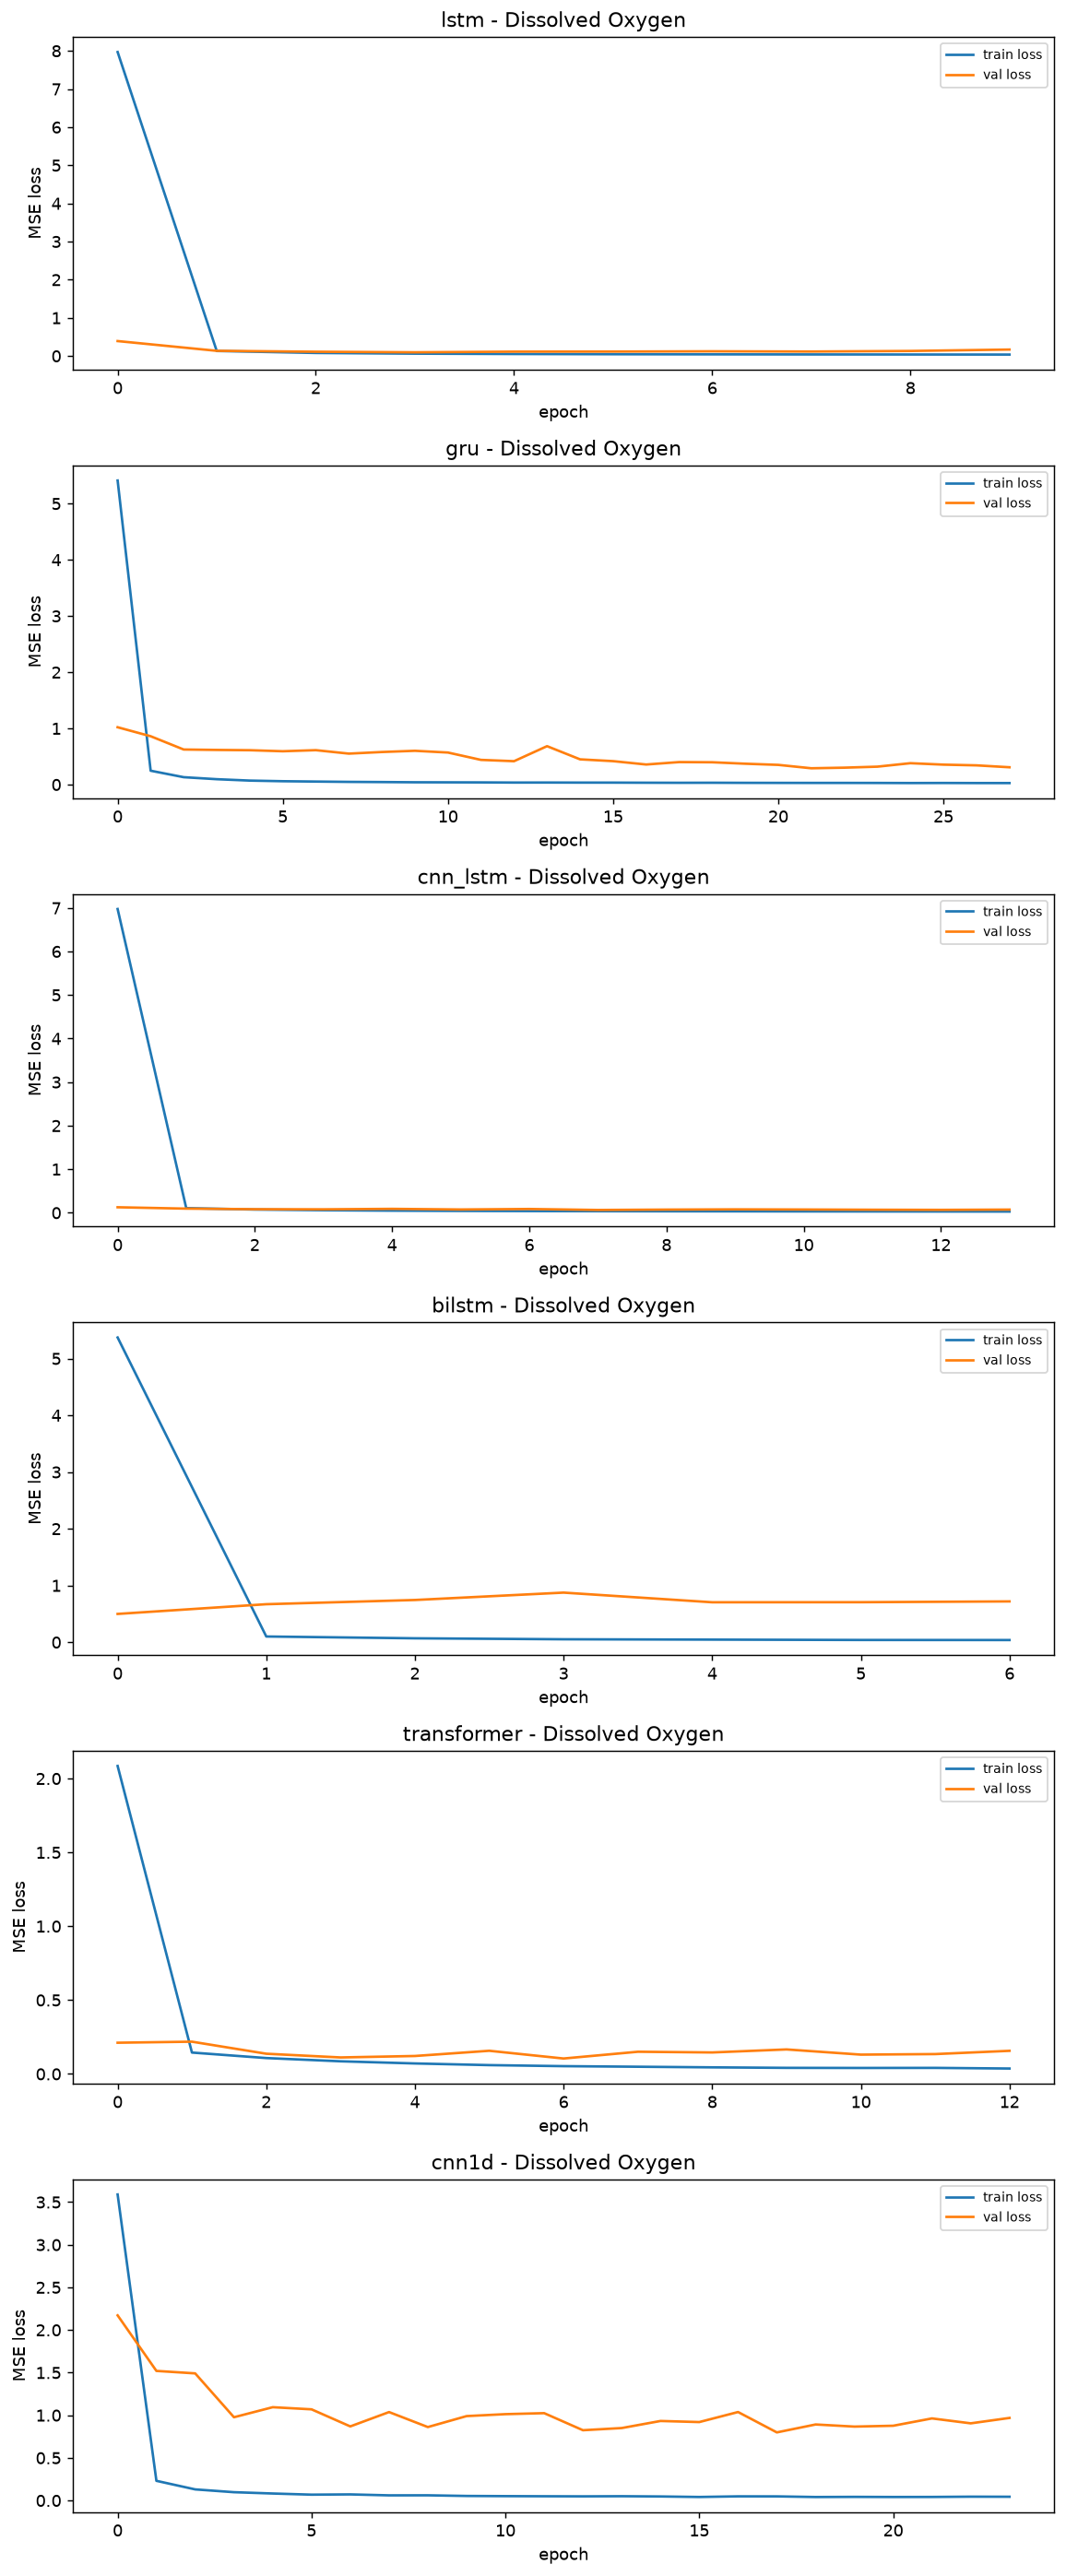 lstm - Dissolved Oxygen
train loss
val loss
8
7
6
5
4
3
2
1
0
MSE loss
0 2 4 6 8
epoch
gru - Dissolved Oxygen
train loss
val loss
5
4
3
2
1
0
MSE loss
0 5 10 15 20 25
epoch
cnn_lstm - Dissolved Oxygen
train loss
val loss
7
6
5
4
3
2
1
0
MSE loss
0 2 4 6 8 10 12
epoch
bilstm - Dissolved Oxygen
train loss
val loss
5
4
3
2
1
0
MSE loss
0 1 2 3 4 5 6
epoch
transformer - Dissolved Oxygen
train loss
val loss
2.0
1.5
1.0
0.5
0.0
MSE loss
0 2 4 6 8 10 12
epoch
cnn1d - Dissolved Oxygen
train loss
val loss
3.5
3.0
2.5
2.0
1.5
1.0
0.5
0.0
MSE loss
0 5 10 15 20
epoch